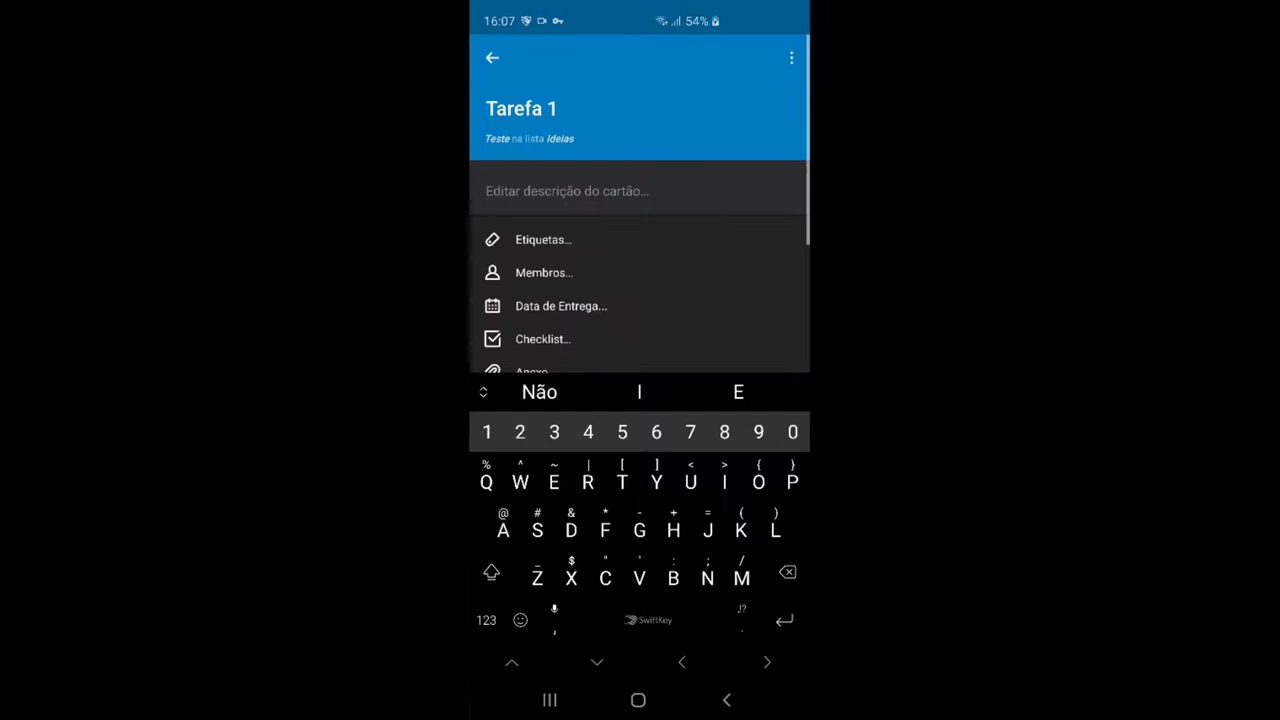 16:07 54%
Tarefa 1
Teste na lista Ideias
Editar descrição do cartão...
Etiquetas...
Membros...
Data de Entrega...
Checklist...
Anexo
Não I E
1 2 3 4 5 6 7 8 9 0
% ^ ~ | [ ] < > { }
Q W E R T Y U I O P
@ # & * - + = ( )
A S D F G H J K L
_ $ " ' : ; /
Z X C V B N M
123 , SwiftKey .
,!?